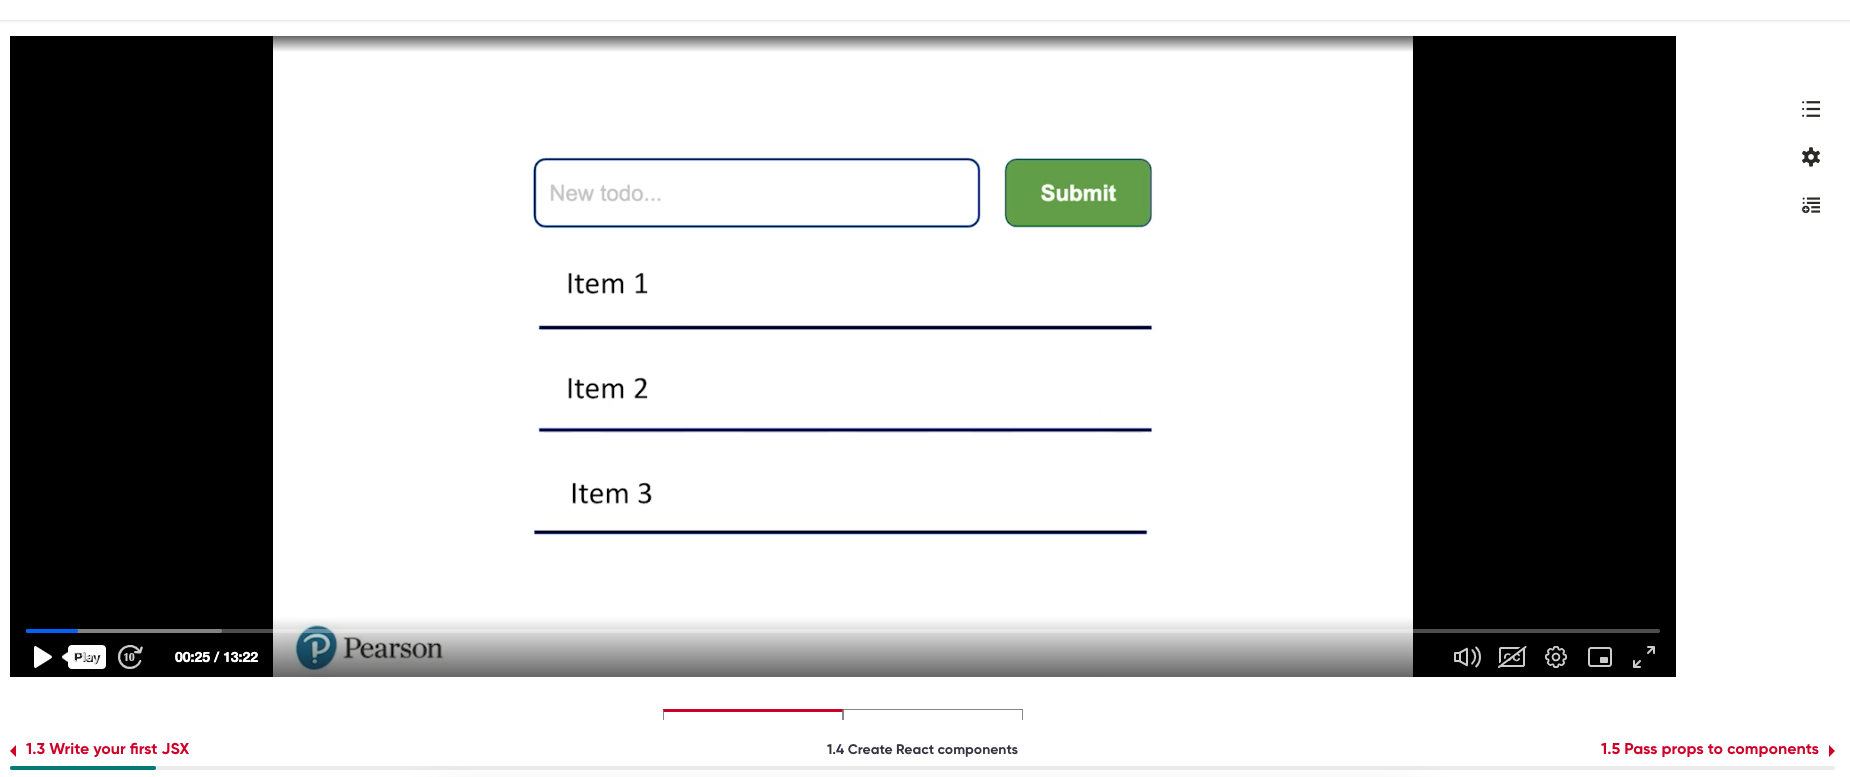 New todo...
Submit
Item 1
Item 2
Item 3
Play
10
00:25 / 13:22
Pearson
CC
1.3 Write your first JSX
1.4 Create React components
1.5 Pass props to components